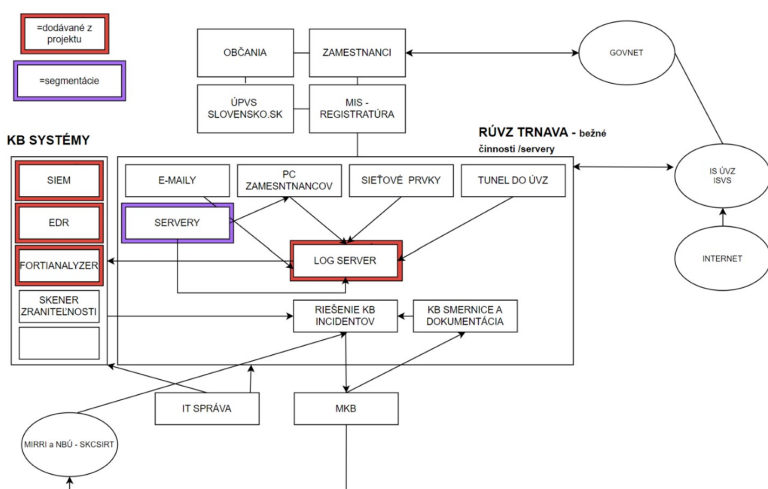 =dodávané z
projektu
=segmentácie
OBČANIA
ZAMESTNANCI
GOVNET
ÚPVS
SLOVENSKO.SK
MIS -
REGISTRATÚRA
KB SYSTÉMY
RÚVZ TRNAVA - bežné
činnosti /servery
SIEM
E-MAILY
PC
ZAMESNTNANCOV
SIEŤOVÉ PRVKY
TUNEL DO ÚVZ
IS ÚVZ
ISVS
EDR
SERVERY
FORTIANALYZER
LOG SERVER
INTERNET
SKENER
ZRANITEĽNOSTI
RIEŠENIE KB
INCIDENTOV
KB SMERNICE A
DOKUMENTÁCIA
IT SPRÁVA
MKB
MIRRI a NBÚ - SKCSIRT